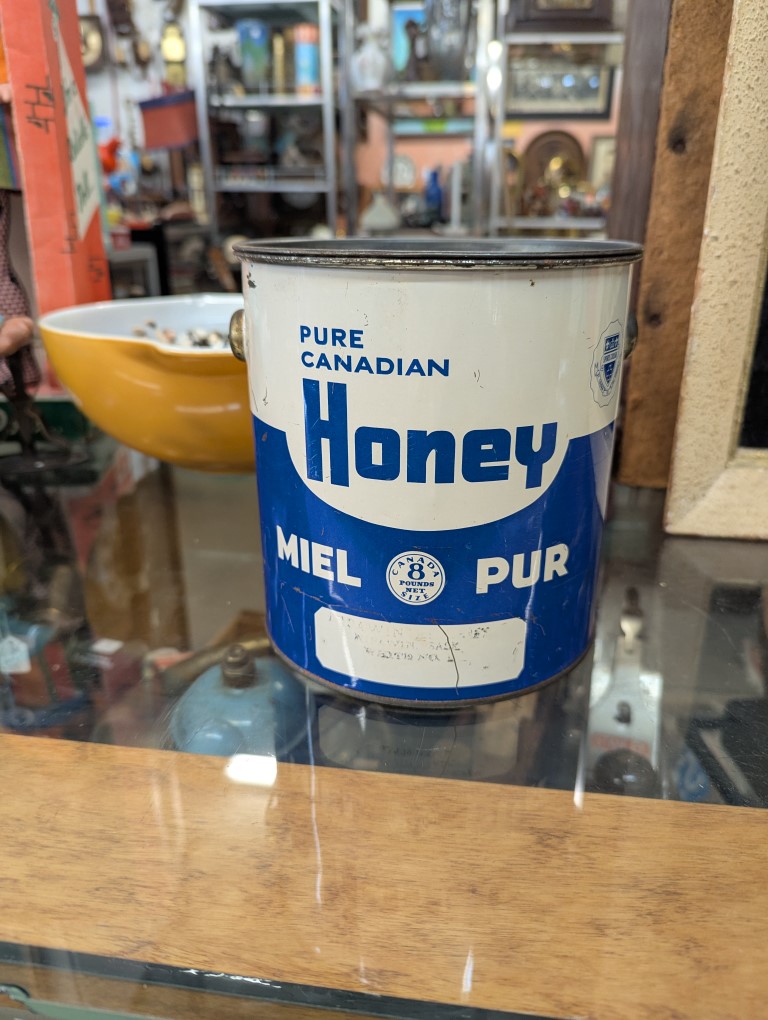 PURE
CANADIAN
Honey
MIEL PUR
CANADA
8
POUNDS
NET
SIZE